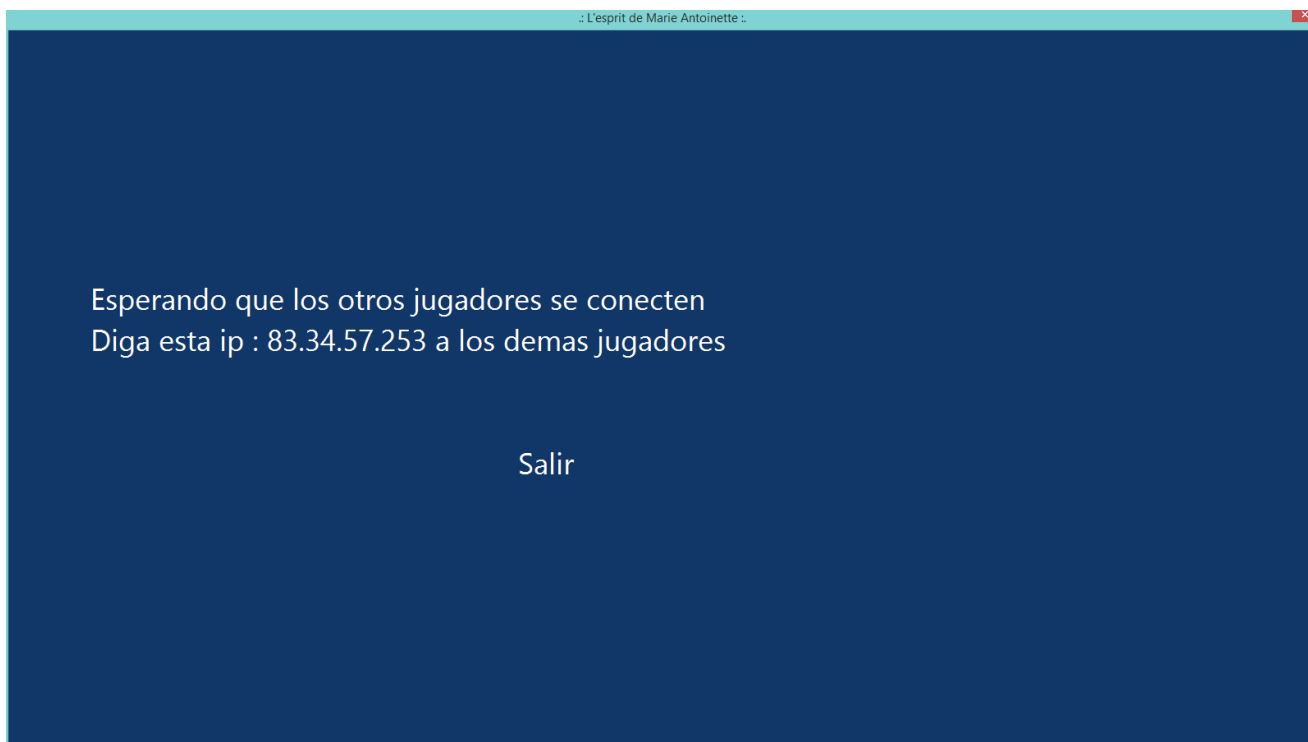 .: L'esprit de Marie Antoinette :.
Esperando que los otros jugadores se conecten
Diga esta ip : 83.34.57.253 a los demas jugadores
Salir